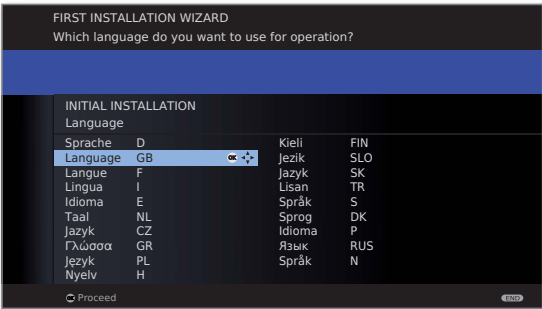 FIRST INSTALLATION WIZARD
Which language do you want to use for operation?
INITIAL INSTALLATION
Language
Sprache D Kieli FIN
Language GB OK Jezik SLO
Langue F Jazyk SK
Lingua I Lisan TR
Idioma E Språk S
Taal NL Sprog DK
Jazyk CZ Idioma P
Γλώσσα GR Язык RUS
Język PL Språk N
Nyelv H
OK Proceed END